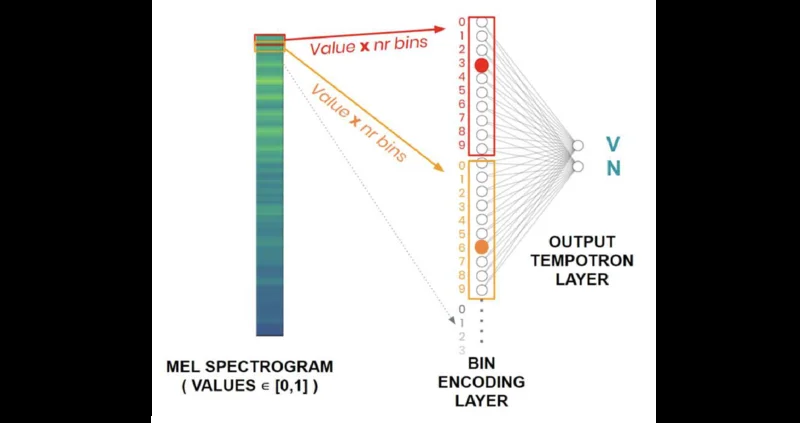 Value x nr bins
Value x nr bins
0
1
2
3
4
5
6
7
8
9
0
1
2
3
4
5
6
7
8
9
0
1
2
3
V
N
OUTPUT
TEMPOTRON
LAYER
MEL SPECTROGRAM
( VALUES ∈ [0,1] )
BIN
ENCODING
LAYER